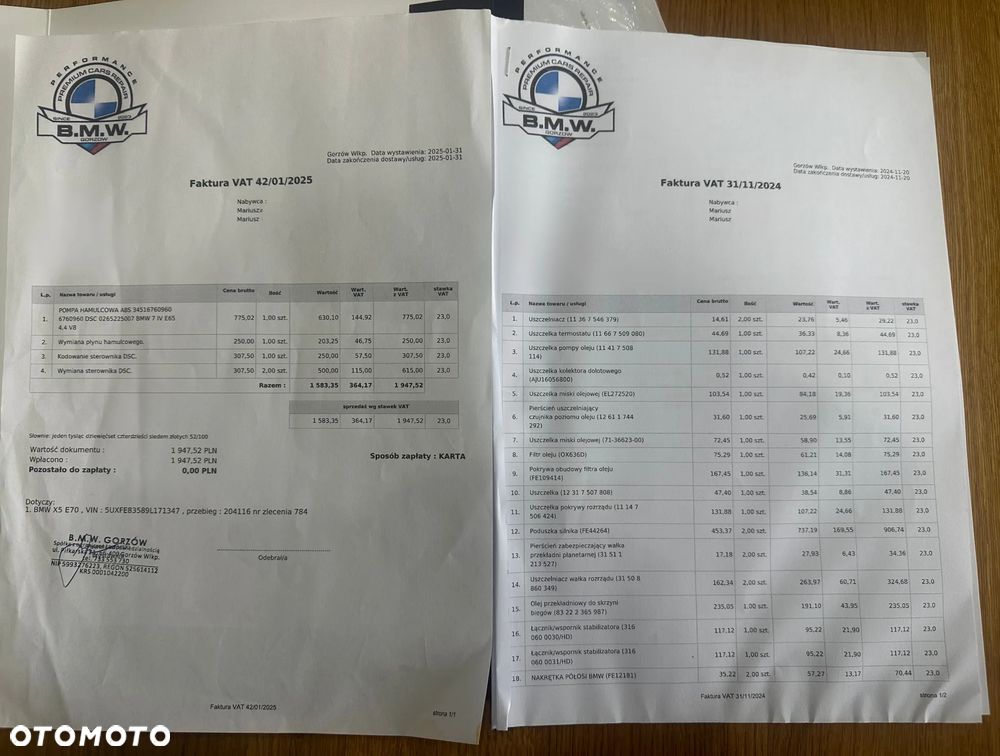 PERFORMANCE
PREMIUM CARS REPAIR
SINCE 2023
B.M.W.
GORZÓW
Gorzów Wlkp. Data wystawienia: 2025-01-31
Data zakończenia dostawy/usług: 2025-01-31
Faktura VAT 42/01/2025
Nabywca :
Mariusz
Mariusz
L.p. Nazwa towaru / usługi Cena brutto Ilość Wartość Wart. VAT Wart. z VAT stawka VAT
1. POMPA HAMULCOWA ABS 34516760960 775,02 1,00 szt. 630,10 144,92 775,02 23,0
6760960 DSC 0265225007 BMW 7 IV E65
4.4 V8
2. Wymiana płynu hamulcowego. 250,00 1,00 szt. 203,25 46,75 250,00 23,0
3. Kodowanie sterownika DSC. 307,50 1,00 szt. 250,00 57,50 307,50 23,0
4. Wymiana sterownika DSC. 307,50 2,00 szt. 500,00 115,00 615,00 23,0
Razem : 1 583,35 364,17 1 947,52
sprzedaż wg stawek VAT
1 583,35 364,17 1 947,52 23,0
Słownie: jeden tysiąc dziewięćset czterdzieści siedem złotych 52/100
Wartość dokumentu : 1 947,52 PLN
Wpłacono : 1 947,52 PLN
Pozostało do zapłaty : 0,00 PLN
Sposób zapłaty : KARTA
Dotyczy:
1. BMW X5 E70 , VIN : 5UXFE83589L171347 , przebieg : 204116 nr zlecenia 784
B.M.W. GORZÓW
Spółka z ograniczoną odpowiedzialnością
NIP 5993276223, REGON 525614112
KRS 0001042200
Odebrał/a
Faktura VAT 42/01/2025
strona 1/1
PERFORMANCE
PREMIUM CARS REPAIR
SINCE 2023
B.M.W.
GORZÓW
Gorzów Wlkp. Data wystawienia: 2024-11-20
Data zakończenia dostawy/usług: 2024-11-20
Faktura VAT 31/11/2024
Nabywca :
Mariusz
Mariusz
L.p. Nazwa towaru / usługi Cena brutto Ilość Wartość Wart. VAT Wart. z VAT stawka VAT
1. Uszczelniacz (11 36 7 546 379) 14,61 2,00 szt. 23,76 5,46 29,22 23,0
2. Uszczelka termostatu (11 66 7 509 080) 44,69 1,00 szt. 36,33 8,36 44,69 23,0
3. Uszczelka pompy oleju (11 41 7 508 131,88 1,00 szt. 107,22 24,66 131,88 23,0
114)
4. Uszczelka kolektora dolotowego 0,52 1,00 szt. 0,42 0,10 0,52 23,0
(AJU16056800)
5. Uszczelka miski olejowej (EL272520) 103,54 1,00 szt. 84,18 19,36 103,54 23,0
6. Pierścień uszczelniający 31,60 1,00 szt. 25,69 5,91 31,60 23,0
czujnika poziomu oleju (12 61 1 744
292)
7. Uszczelka miski olejowej (71-36623-00) 72,45 1,00 szt. 58,90 13,55 72,45 23,0
8. Filtr oleju (OX636D) 75,29 1,00 szt. 61,21 14,08 75,29 23,0
9. Pokrywa obudowy filtra oleju 167,45 1,00 szt. 136,14 31,31 167,45 23,0
(FE109414)
10. Uszczelka (12 31 7 507 808) 47,40 1,00 szt. 38,54 8,86 47,40 23,0
11. Uszczelka pokrywy rozrządu (11 14 7 131,88 1,00 szt. 107,22 24,66 131,88 23,0
506 424)
12. Poduszka silnika (FE44264) 453,37 2,00 szt. 737,19 169,55 906,74 23,0
13. Pierścień zabezpieczający wałka 17,18 2,00 szt. 27,93 6,43 34,36 23,0
przekładni planetarnej (31 51 1
213 527)
14. Uszczelniacz wałka rozrządu (31 50 8 162,34 2,00 szt. 263,97 60,71 324,68 23,0
860 349)
15. Olej przekładniowy do skrzyni 235,05 1,00 szt. 191,10 43,95 235,05 23,0
biegów (83 22 2 365 987)
16. Łącznik/wspornik stabilizatora (316 117,12 1,00 szt. 95,22 21,90 117,12 23,0
060 0030/HD)
17. Łącznik/wspornik stabilizatora (316 117,12 1,00 szt. 95,22 21,90 117,12 23,0
060 0031/HD)
18. NAKRĘTKA PÓŁOSI BMW (FE12181) 35,22 2,00 szt. 57,27 13,17 70,44 23,0
Faktura VAT 31/11/2024
strona 1/2
OTOMOTO